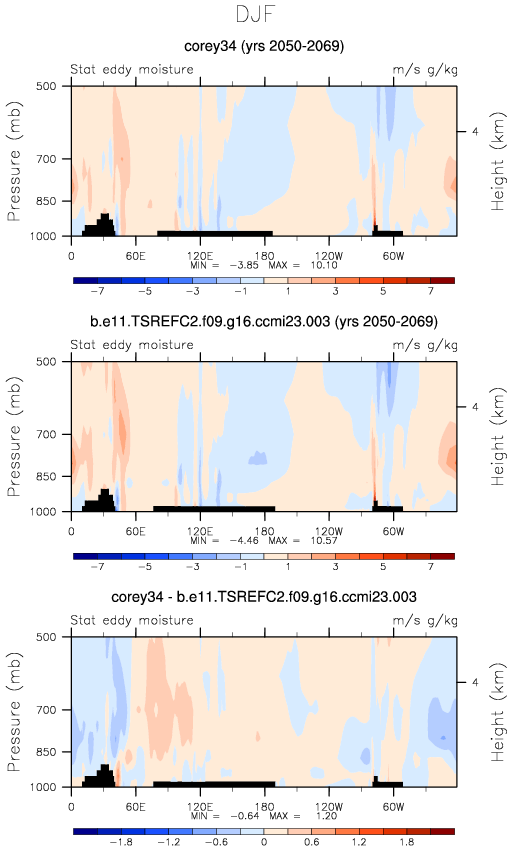 DJF
corey34 (yrs 2050-2069)
Stat eddy moisture m/s g/kg
500
700
850
1000
Pressure (mb)
4
Height (km)
0 60E 120E 180 120W 60W
MIN = -3.85 MAX = 10.10
-7 -5 -3 -1 1 3 5 7
b.e11.TSREFC2.f09.g16.ccmi23.003 (yrs 2050-2069)
Stat eddy moisture m/s g/kg
500
700
850
1000
Pressure (mb)
4
Height (km)
0 60E 120E 180 120W 60W
MIN = -4.46 MAX = 10.57
-7 -5 -3 -1 1 3 5 7
corey34 - b.e11.TSREFC2.f09.g16.ccmi23.003
Stat eddy moisture m/s g/kg
500
700
850
1000
Pressure (mb)
4
Height (km)
0 60E 120E 180 120W 60W
MIN = -0.64 MAX = 1.20
-1.8 -1.2 -0.6 0 0.6 1.2 1.8